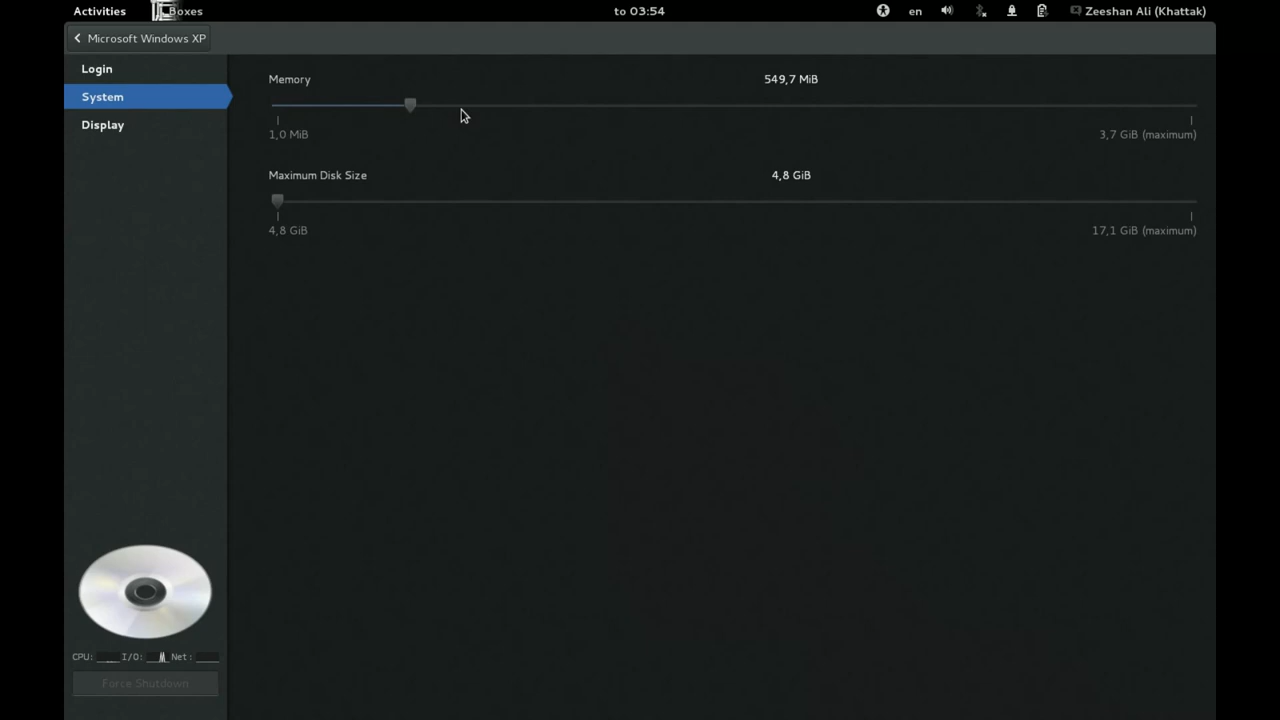 Activities Boxes to 03:54 en Zeeshan Ali (Khattak)
Microsoft Windows XP
Login
System
Display
Memory 549,7 MiB
1,0 MiB 3,7 GiB (maximum)
Maximum Disk Size 4,8 GiB
4,8 GiB 17,1 GiB (maximum)
CPU: I/O: Net:
Force Shutdown